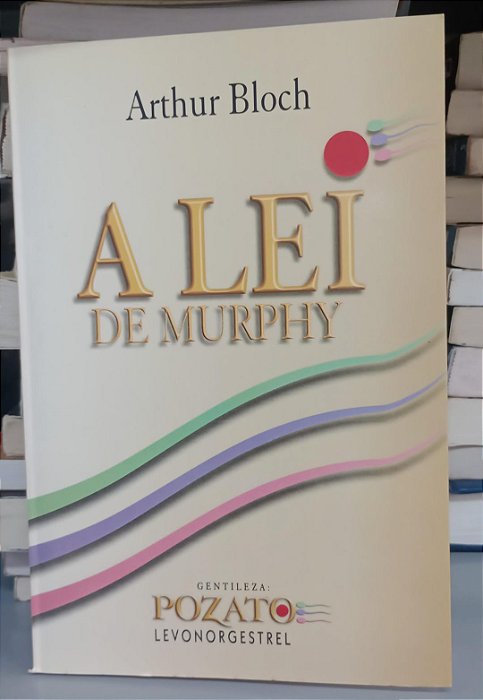 Arthur Bloch
A LEI
DE MURPHY
GENTILEZA:
POZATO
LEVONORGESTREL